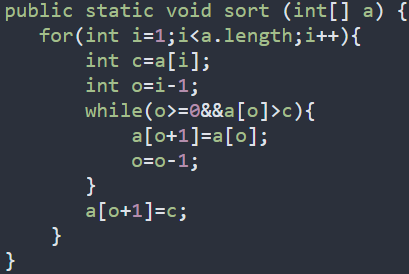 public static void sort (int[] a) {
   for(int i=1;i<a.length;i++){
      int c=a[i];
      int o=i-1;
      while(o>=0&&a[o]>c){
         a[o+1]=a[o];
         o=o-1;
      }
      a[o+1]=c;
   }
}